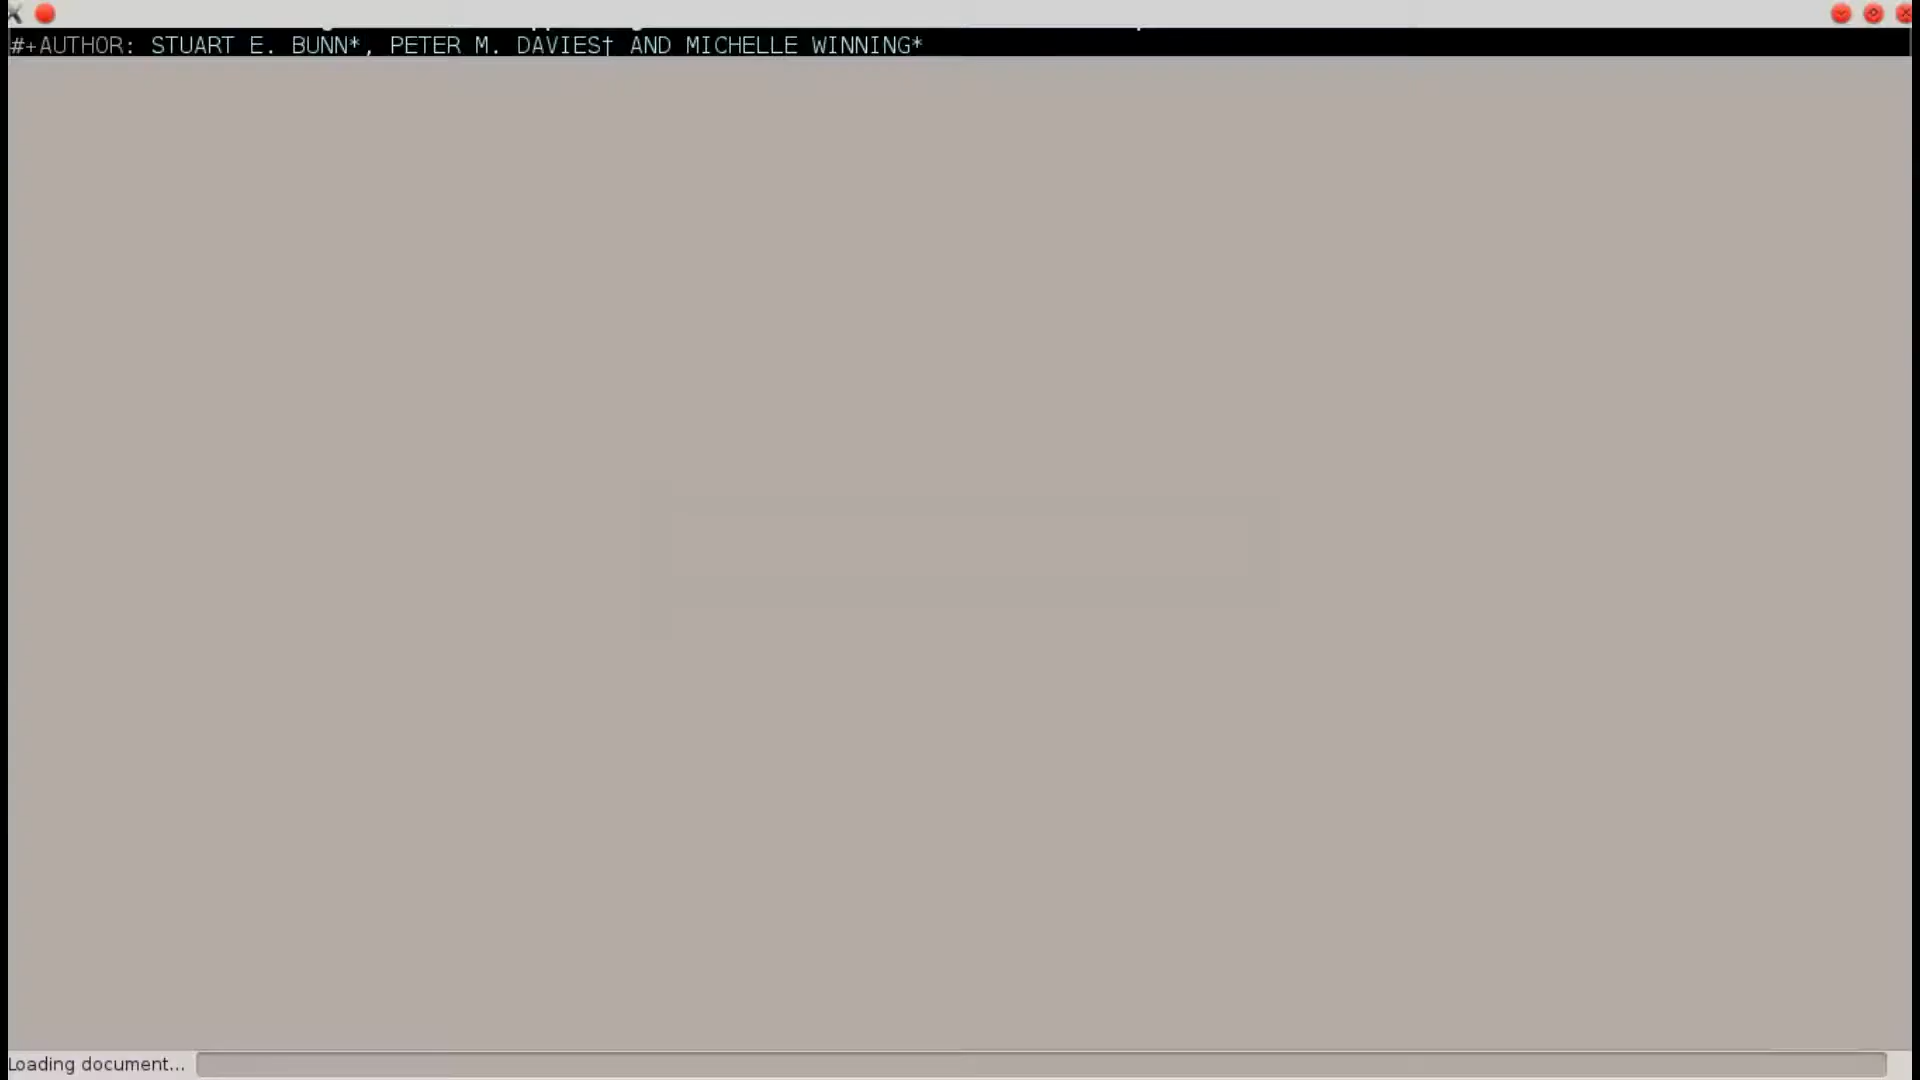 #+AUTHOR: STUART E. BUNN*, PETER M. DAVIES† AND MICHELLE WINNING*
Loading document...